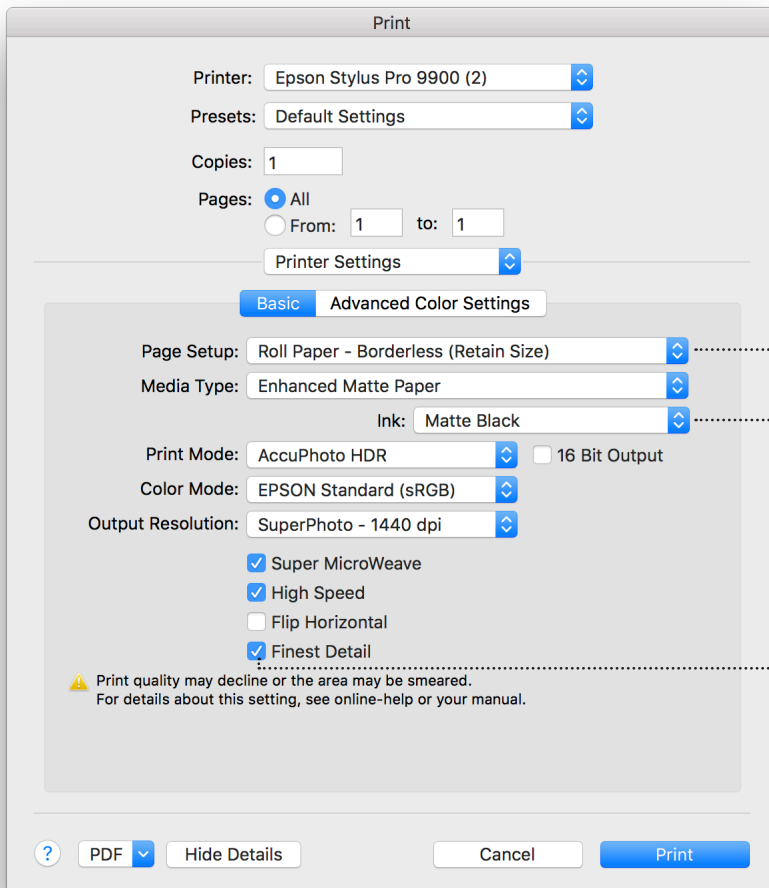 Print
Printer: Epson Stylus Pro 9900 (2)
Presets: Default Settings
Copies: 1
Pages: All
From: 1 to: 1
Printer Settings
Basic Advanced Color Settings
Page Setup: Roll Paper - Borderless (Retain Size)
Media Type: Enhanced Matte Paper
Ink: Matte Black
Print Mode: AccuPhoto HDR 16 Bit Output
Color Mode: EPSON Standard (sRGB)
Output Resolution: SuperPhoto - 1440 dpi
Super MicroWeave
High Speed
Flip Horizontal
Finest Detail
Print quality may decline or the area may be smeared.
For details about this setting, see online-help or your manual.
? PDF Hide Details Cancel Print